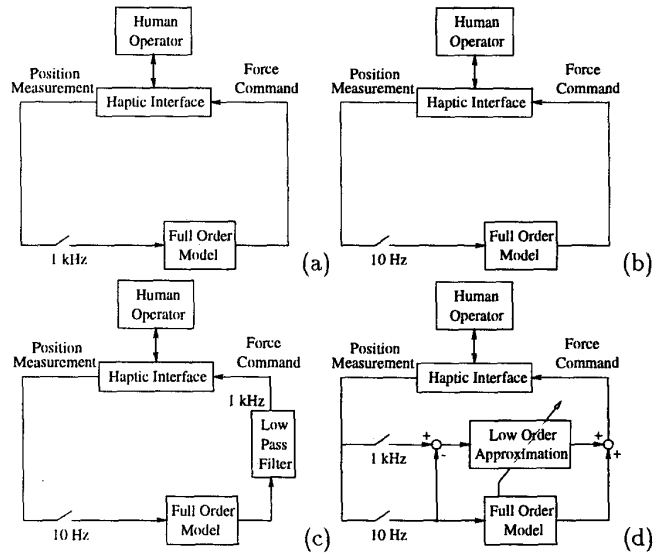 Human
Operator
Position
Measurement
Force
Command
Haptic Interface
1 kHz
Full Order
Model
(a)
Human
Operator
Position
Measurement
Force
Command
Haptic Interface
10 Hz
Full Order
Model
(b)
Human
Operator
Position
Measurement
Force
Command
Haptic Interface
1 kHz
Low
Pass
Filter
10 Hz
Full Order
Model
(c)
Human
Operator
Position
Measurement
Force
Command
Haptic Interface
1 kHz
+
-
Low Order
Approximation
+
+
10 Hz
Full Order
Model
(d)